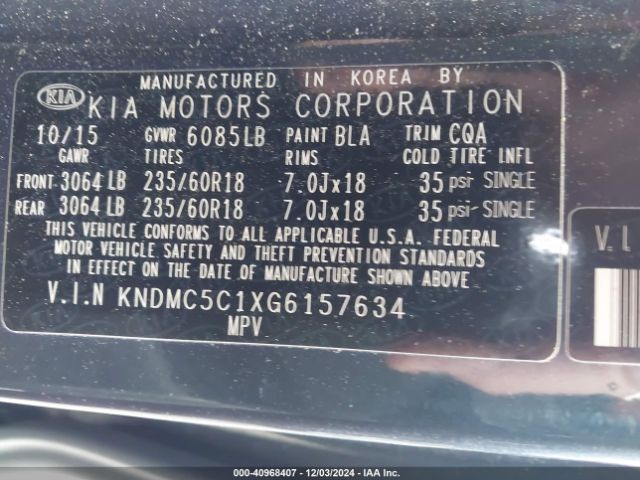 MANUFACTURED IN KOREA BY
KIA KIA MOTORS CORPORATION
10/15 GVWR 6085LB PAINT BLA TRIM CQA
GAWR TIRES RIMS COLD TIRE INFL
FRONT 3064 LB 235/60R18 7.0Jx18 35 psi SINGLE
REAR 3064 LB 235/60R18 7.0Jx18 35 psi- SINGLE
THIS VEHICLE CONFORMS TO ALL APPLICABLE U.S.A. FEDERAL
MOTOR VEHICLE SAFETY AND THEFT PREVENTION STANDARDS
IN EFFECT ON THE DATE OF MANUFACTURE SHOWN ABOVE
V.I.N KNDMC5C1XG6157634
MPV
V.I
000-40968407 - 12/03/2024 - IAA Inc.